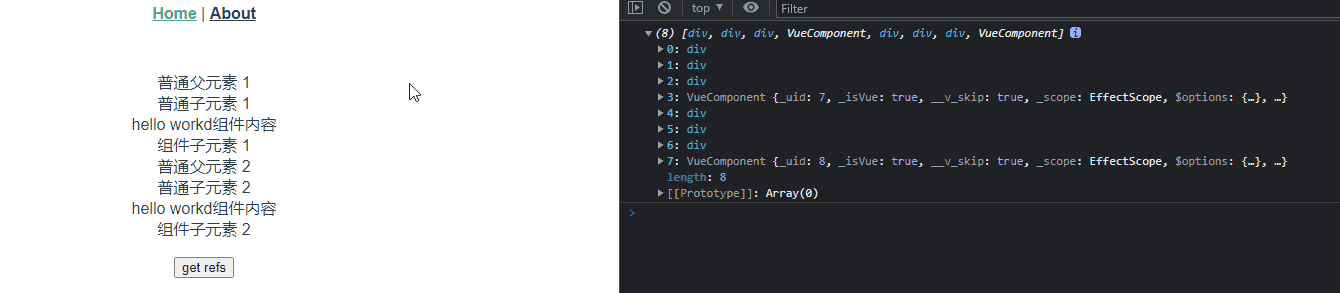 Home | About
普通父元素 1
普通子元素 1
hello workd组件内容
组件子元素 1
普通父元素 2
普通子元素 2
hello workd组件内容
组件子元素 2
get refs
top ▼ Filter
▼(8) [div, div, div, VueComponent, div, div, div, VueComponent] i
▶0: div
▶1: div
▶2: div
▶3: VueComponent {_uid: 7, _isVue: true, __v_skip: true, _scope: EffectScope, $options: {…}, …}
▶4: div
▶5: div
▶6: div
▶7: VueComponent {_uid: 8, _isVue: true, __v_skip: true, _scope: EffectScope, $options: {…}, …}
length: 8
▶[[Prototype]]: Array(0)
>